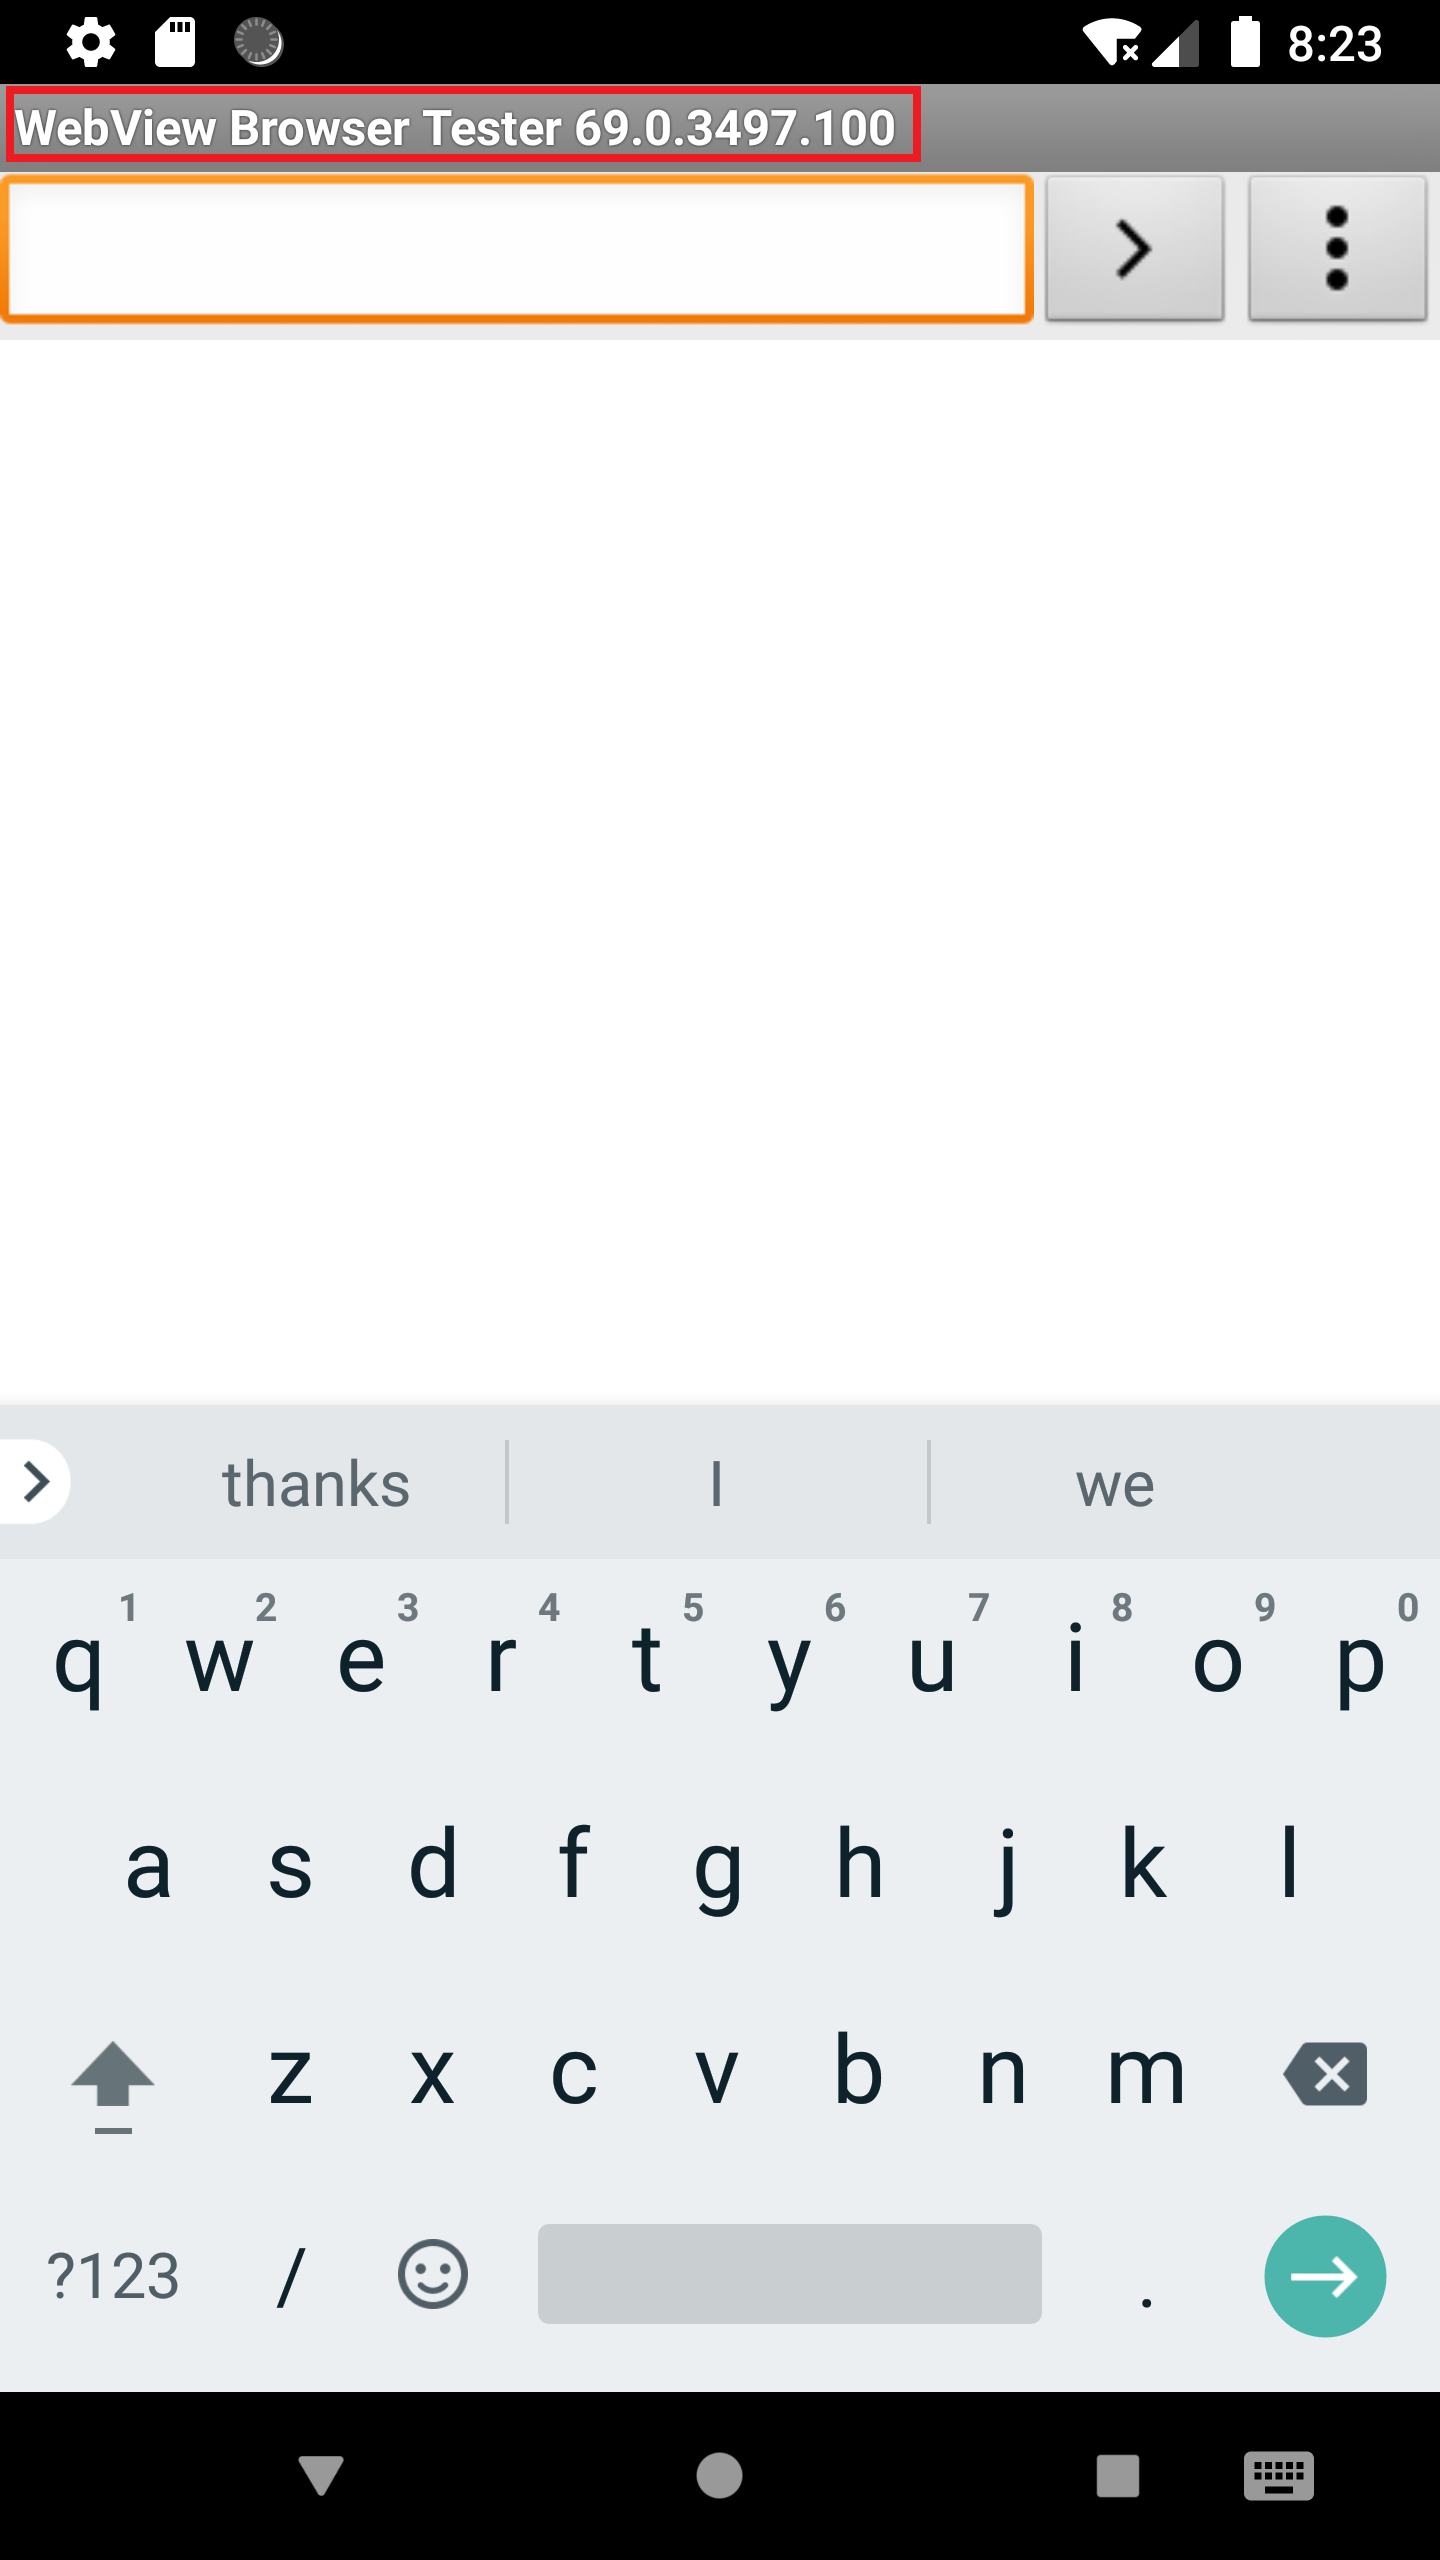 8:23
WebView Browser Tester 69.0.3497.100
thanks I we
1 2 3 4 5 6 7 8 9 0
q w e r t y u i o p
a s d f g h j k l
z x c v b n m
?123 / .